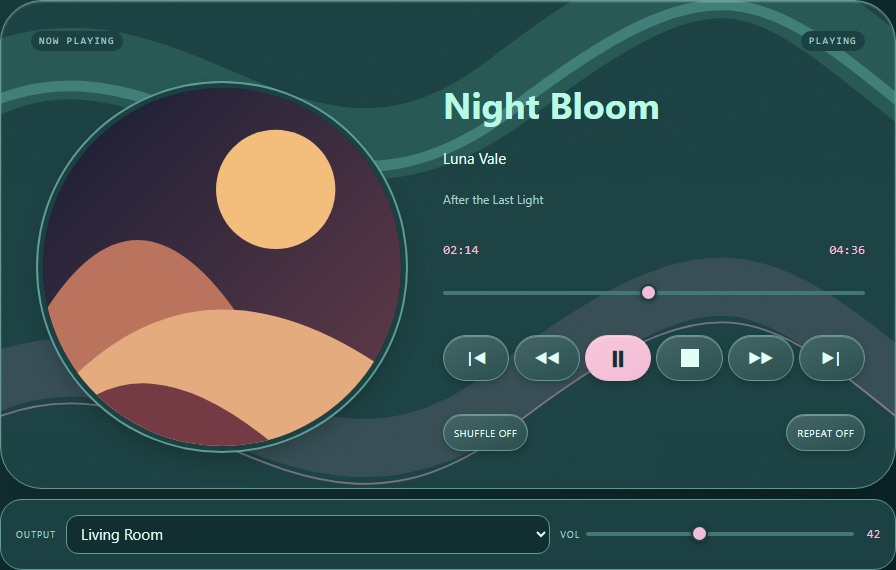 NOW PLAYING
PLAYING
Night Bloom
Luna Vale
After the Last Light
02:14
04:36
SHUFFLE OFF
REPEAT OFF
OUTPUT
Living Room
VOL
42